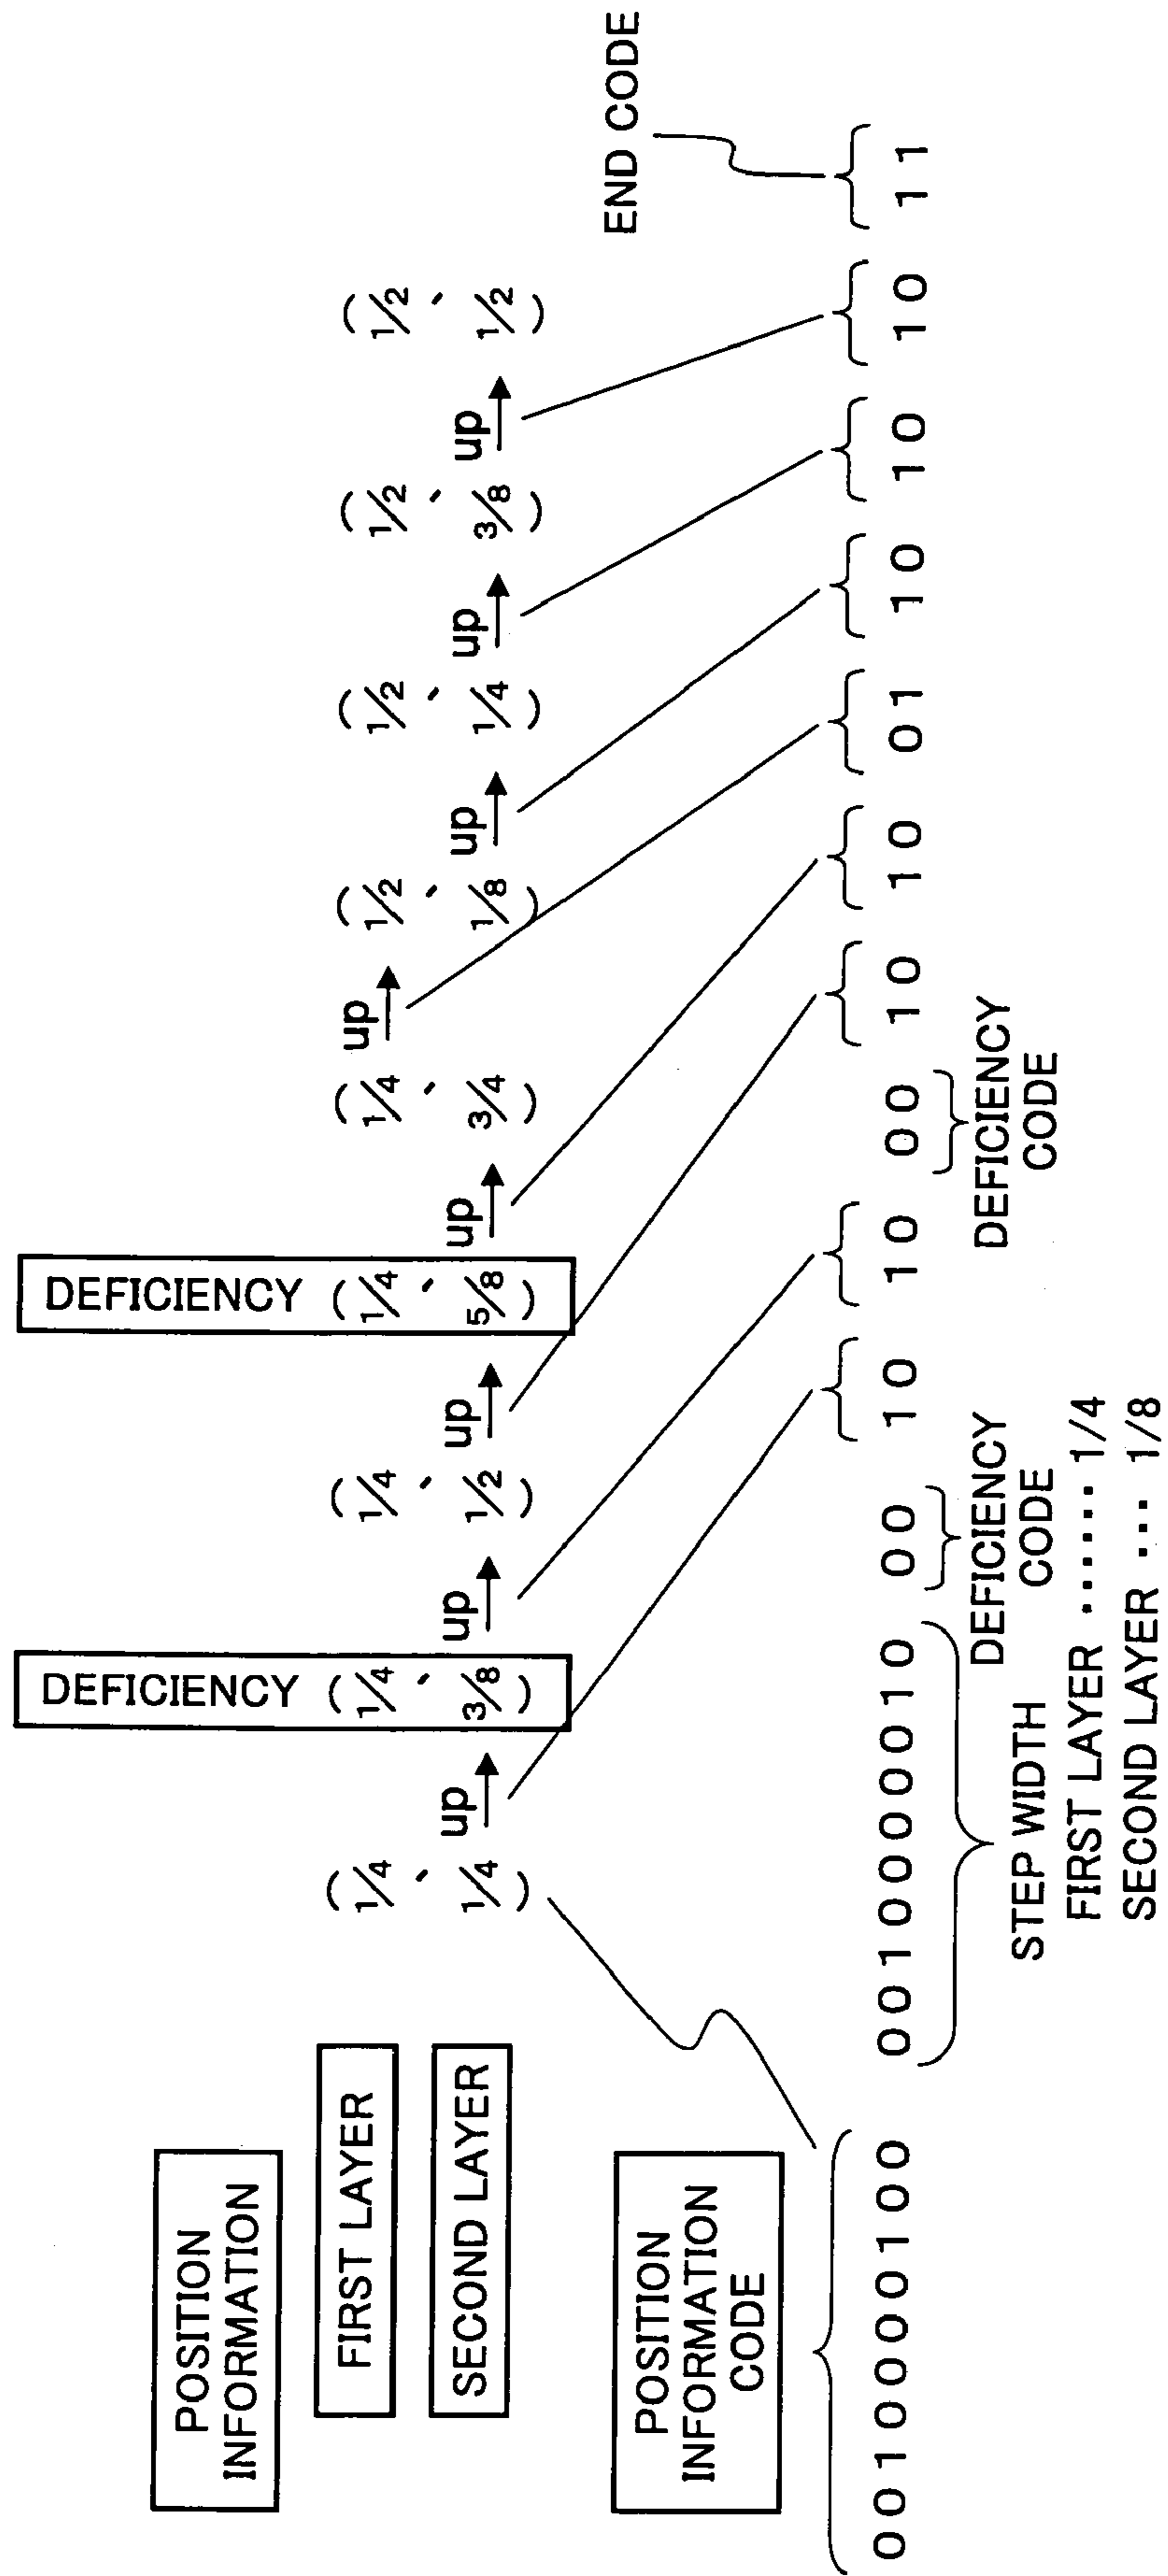 POSITION
INFORMATION
FIRST LAYER
SECOND LAYER
(1/4, 1/4)
up
DEFICIENCY (1/4, 3/8)
up
(1/4, 1/2)
up
DEFICIENCY (1/4, 5/8)
up
(1/4, 3/4)
up
(1/2, 1/8)
up
(1/2, 1/4)
up
(1/2, 3/8)
up
(1/2, 1/2)
END CODE
POSITION
INFORMATION
CODE
0010000100 0010000010 00 10 10 00 10 10 01 10 10 10 11
STEP WIDTH
FIRST LAYER ...... 1/4
SECOND LAYER ... 1/8
DEFICIENCY
CODE
DEFICIENCY
CODE